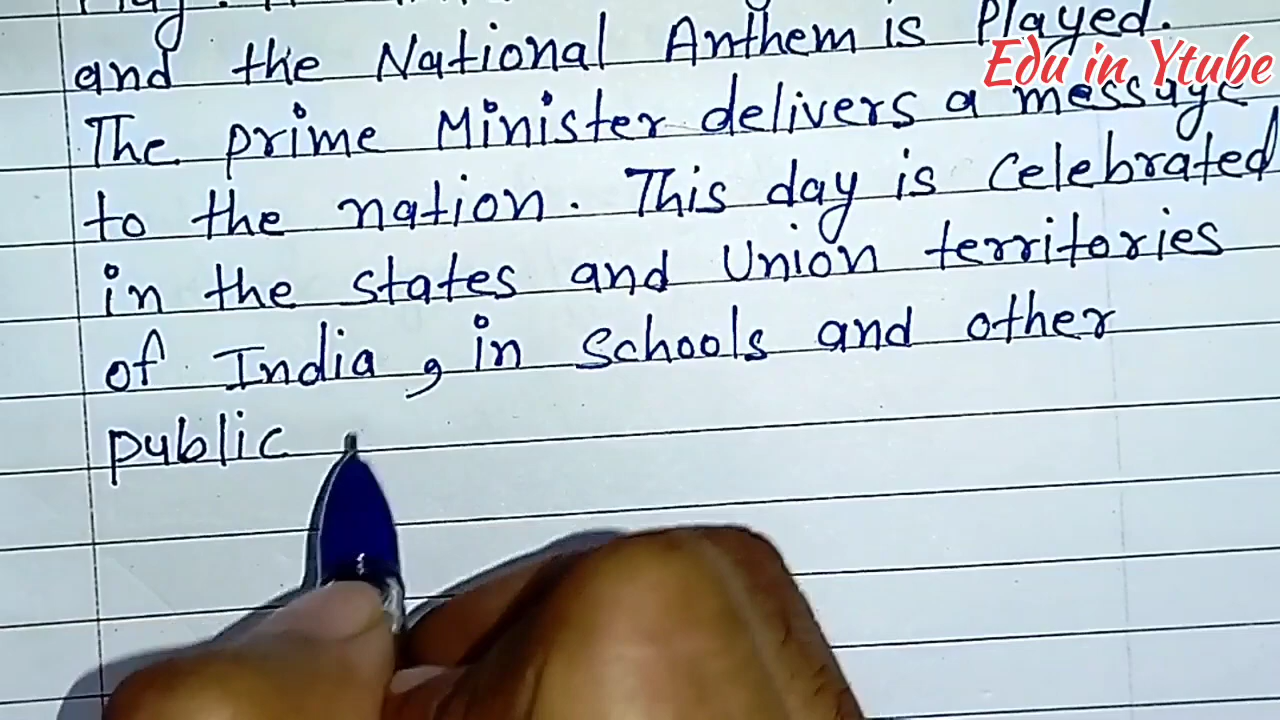 and the National Anthem is Played.
Edu in Ytube
The prime Minister delivers a message
to the nation. This day is celebrated
in the states and Union territories
of India, in schools and other
public